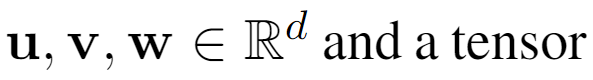 u, v, w ∈ ℝ^d and a tensor